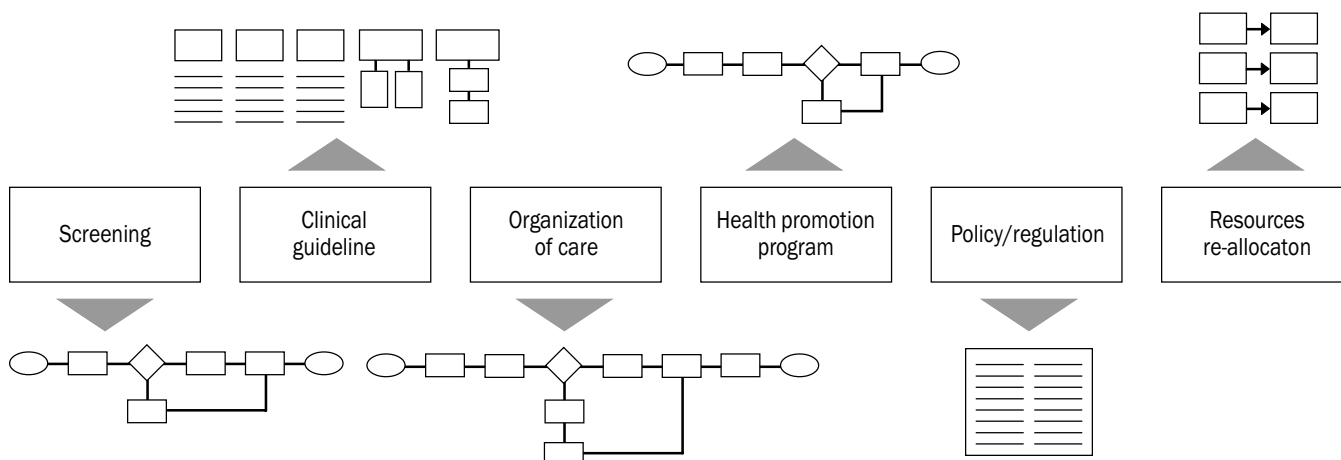 Screening
Clinical
guideline
Organization
of care
Health promotion
program
Policy/regulation
Resources
re-allocaton